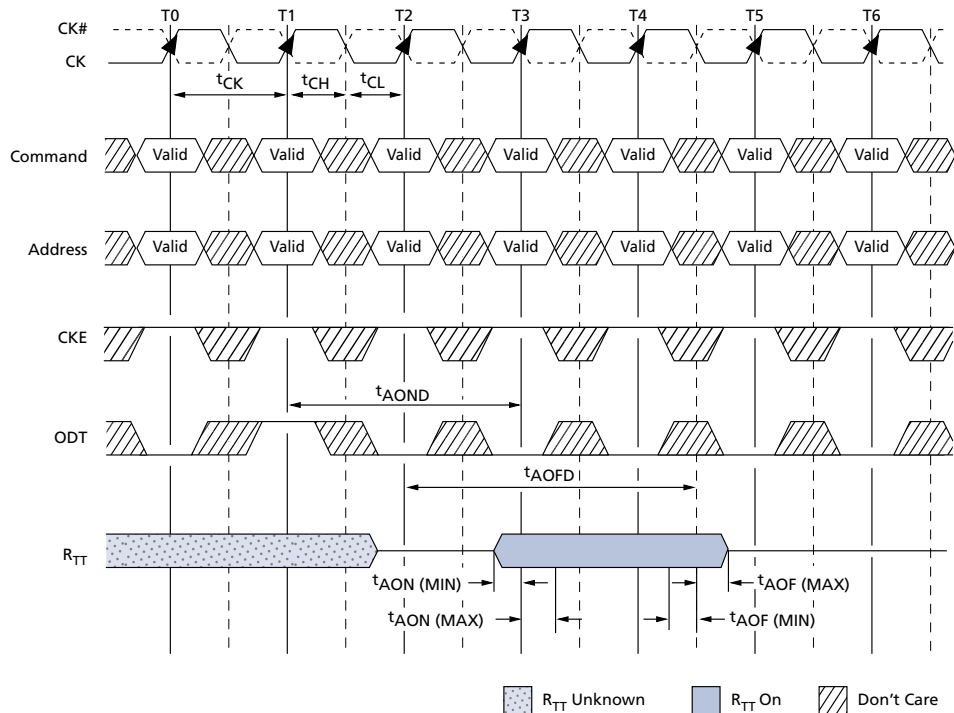 T0 T1 T2 T3 T4 T5 T6
CK#
CK
tCK tCH tCL
Command Valid Valid Valid Valid Valid Valid Valid
Address Valid Valid Valid Valid Valid Valid Valid
CKE
tAOND
ODT
tAOFD
RTT
tAON (MIN) tAOF (MAX)
tAON (MAX) tAOF (MIN)
RTT Unknown RTT On Don't Care